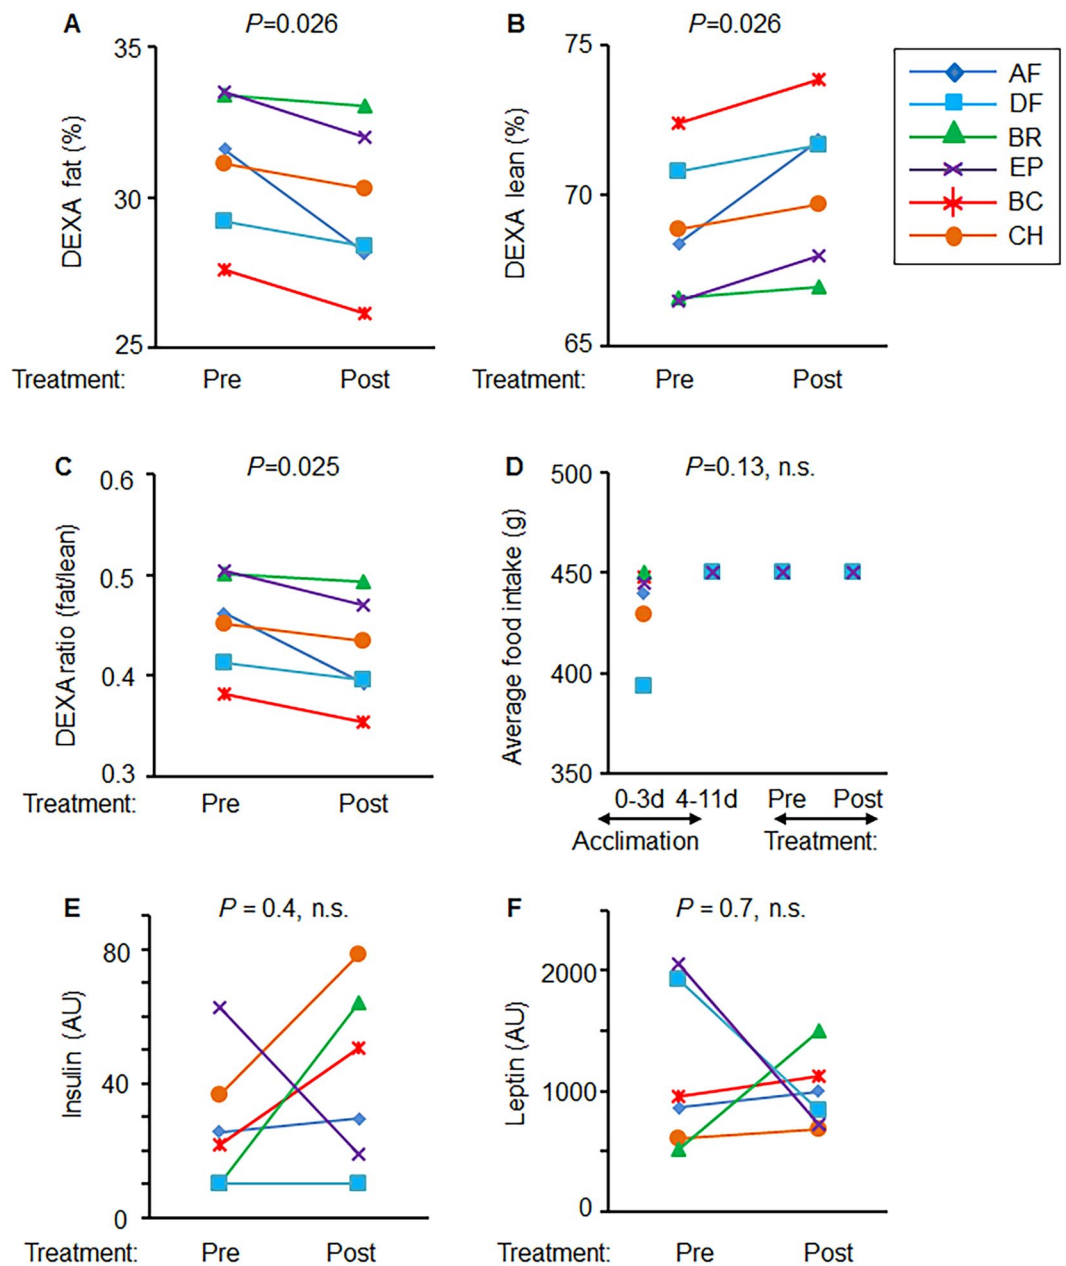 A
P=0.026
35
30
25
DEXA fat (%)
Treatment:
Pre
Post
B
P=0.026
75
70
65
DEXA lean (%)
Treatment:
Pre
Post
AF
DF
BR
EP
BC
CH
C
P=0.025
0.6
0.5
0.4
0.3
DEXA ratio (fat/lean)
Treatment:
Pre
Post
D
P=0.13, n.s.
500
450
400
350
Average food intake (g)
0-3d 4-11d Pre Post
Acclimation
Treatment:
E
P = 0.4, n.s.
80
40
0
Insulin (AU)
Treatment:
Pre
Post
F
P = 0.7, n.s.
2000
1000
0
Leptin (AU)
Treatment:
Pre
Post